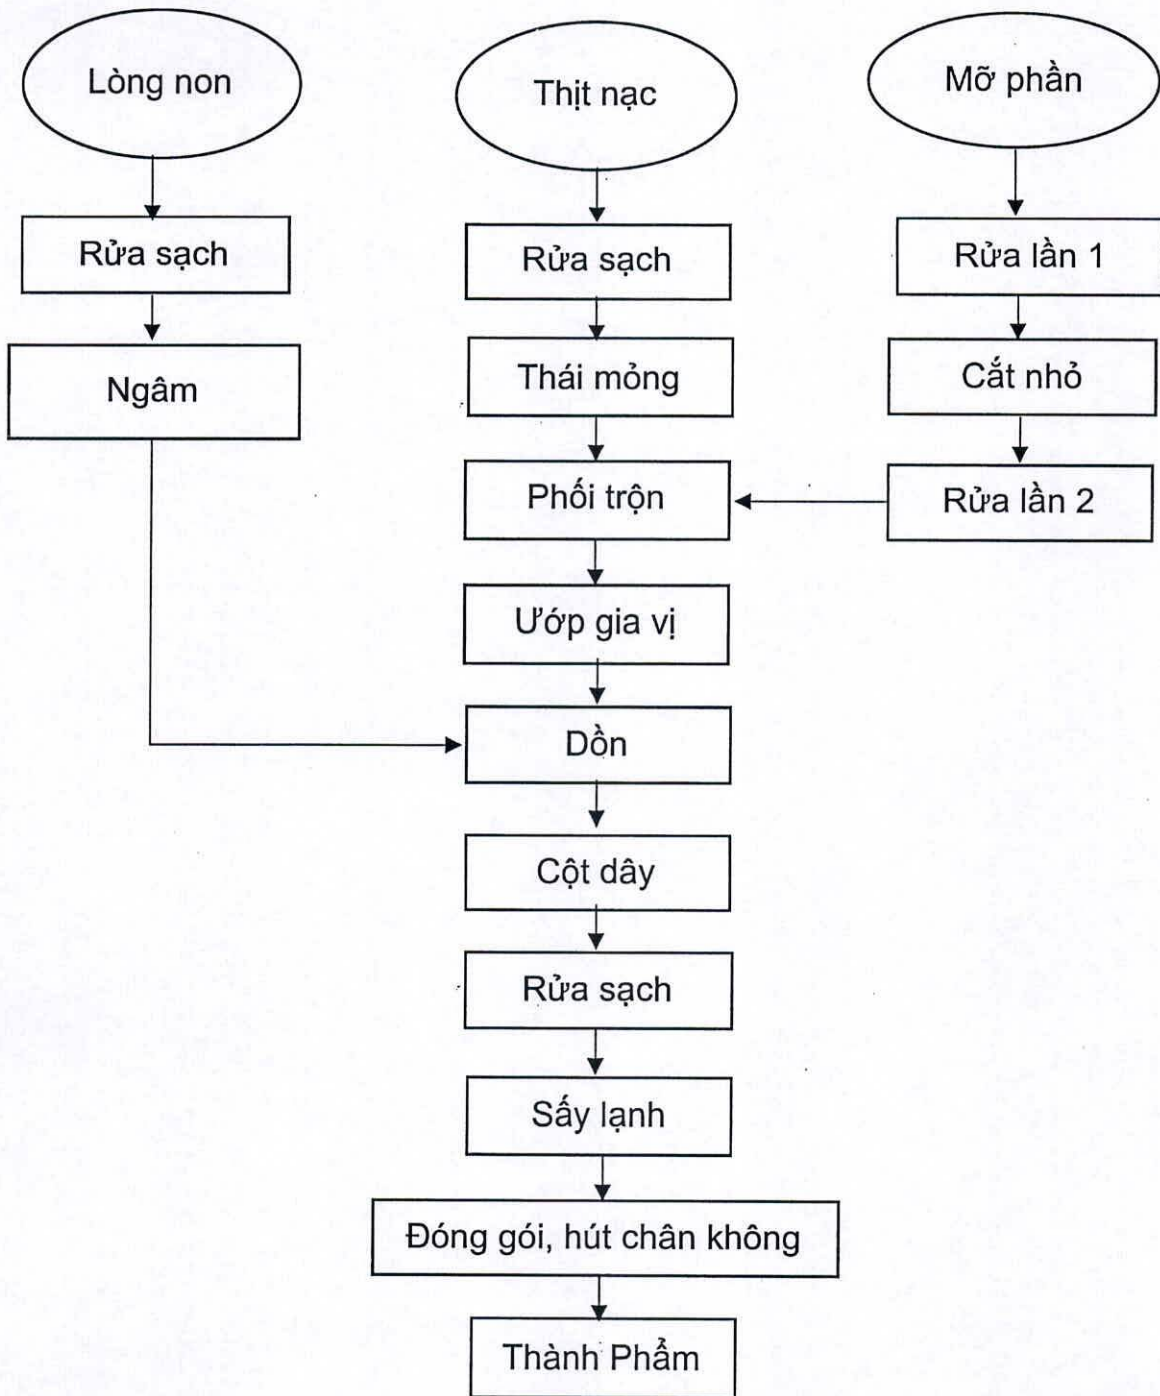 Lòng non
Thịt nạc
Mỡ phần
Rửa sạch
Rửa sạch
Rửa lần 1
Ngâm
Thái mỏng
Cắt nhỏ
Phối trộn
Rửa lần 2
Ướp gia vị
Dồn
Cột dây
Rửa sạch
Sấy lạnh
Đóng gói, hút chân không
Thành Phẩm